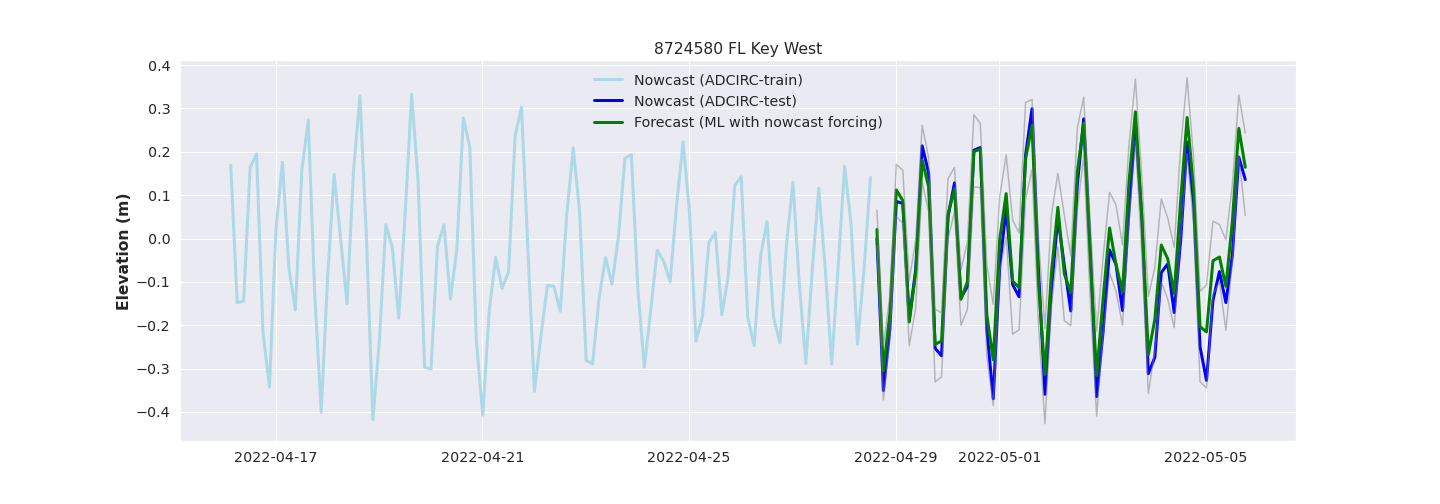 8724580 FL Key West
Nowcast (ADCIRC-train)
Nowcast (ADCIRC-test)
Forecast (ML with nowcast forcing)
Elevation (m)
0.4
0.3
0.2
0.1
0.0
−0.1
−0.2
−0.3
−0.4
2022-04-17 2022-04-21 2022-04-25 2022-04-29 2022-05-01 2022-05-05